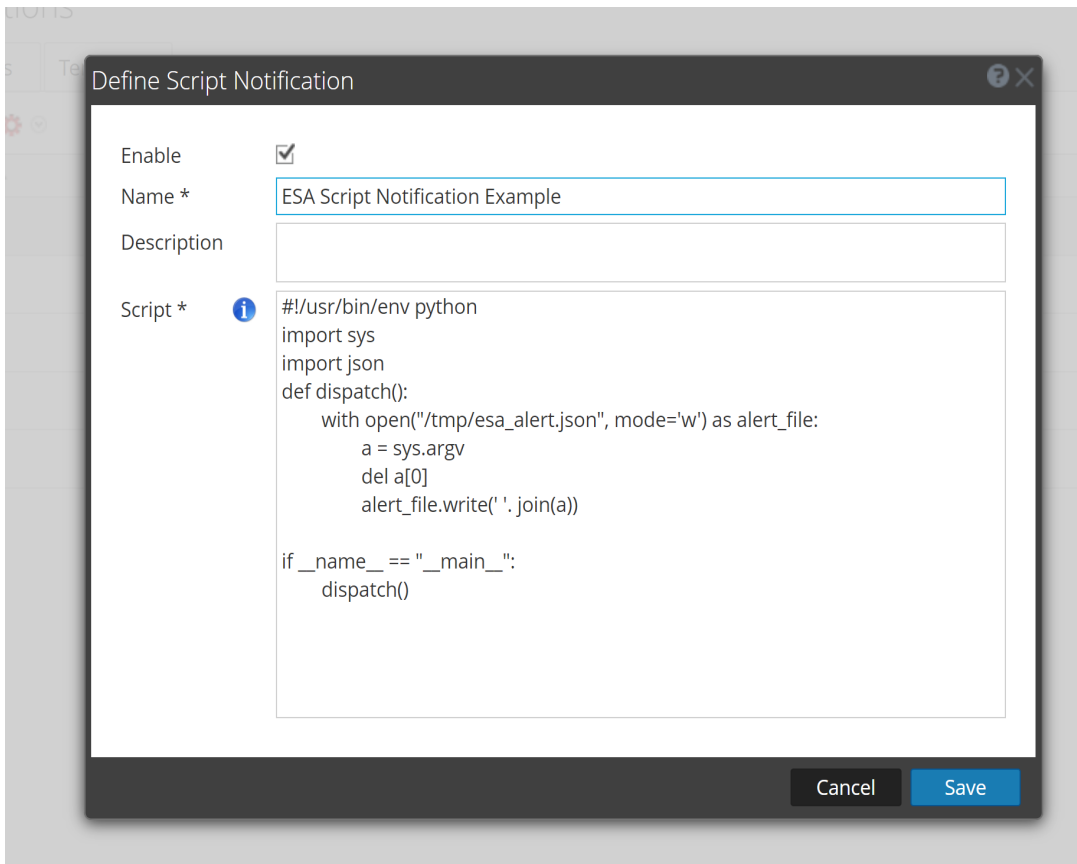 Define Script Notification
Enable
Name *
ESA Script Notification Example
Description
Script *
#!/usr/bin/env python
import sys
import json
def dispatch():
with open("/tmp/esa_alert.json", mode='w') as alert_file:
a = sys.argv
del a[0]
alert_file.write(' '. join(a))
if __name__ == "__main__":
dispatch()
Cancel
Save